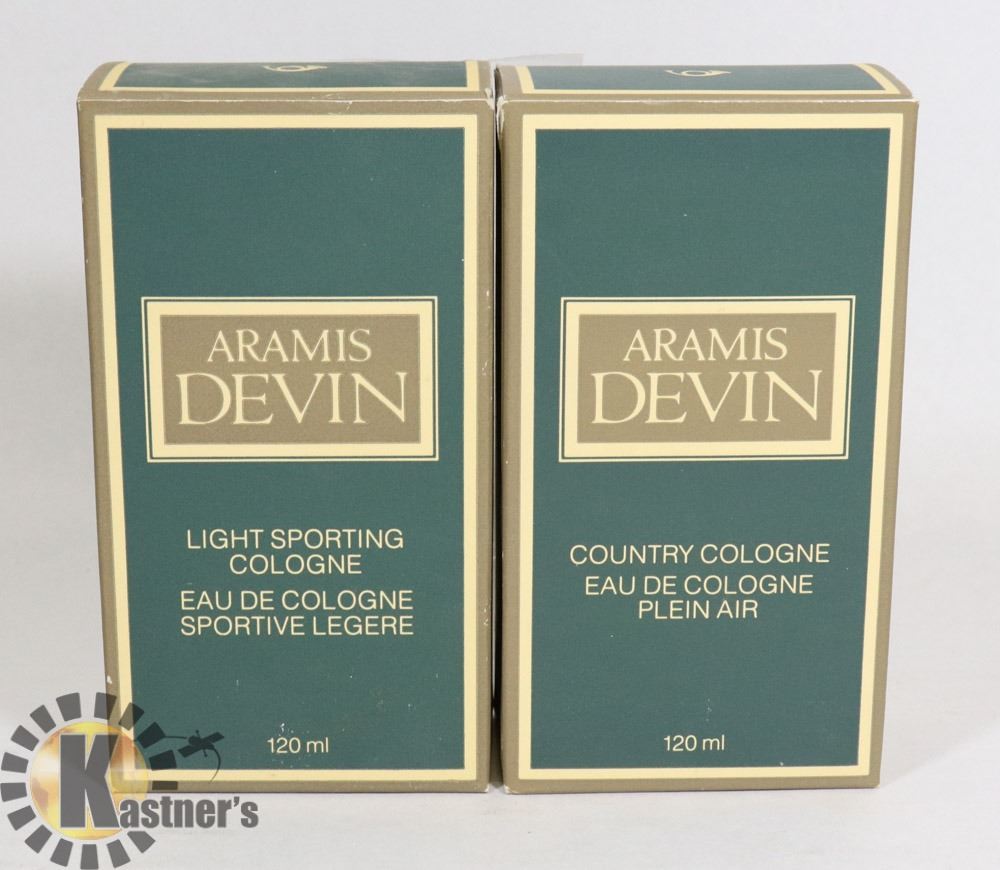 ARAMIS
DEVIN
LIGHT SPORTING
COLOGNE
EAU DE COLOGNE
SPORTIVE LEGERE
120 ml
ARAMIS
DEVIN
COUNTRY COLOGNE
EAU DE COLOGNE
PLEIN AIR
120 ml
Kastner's